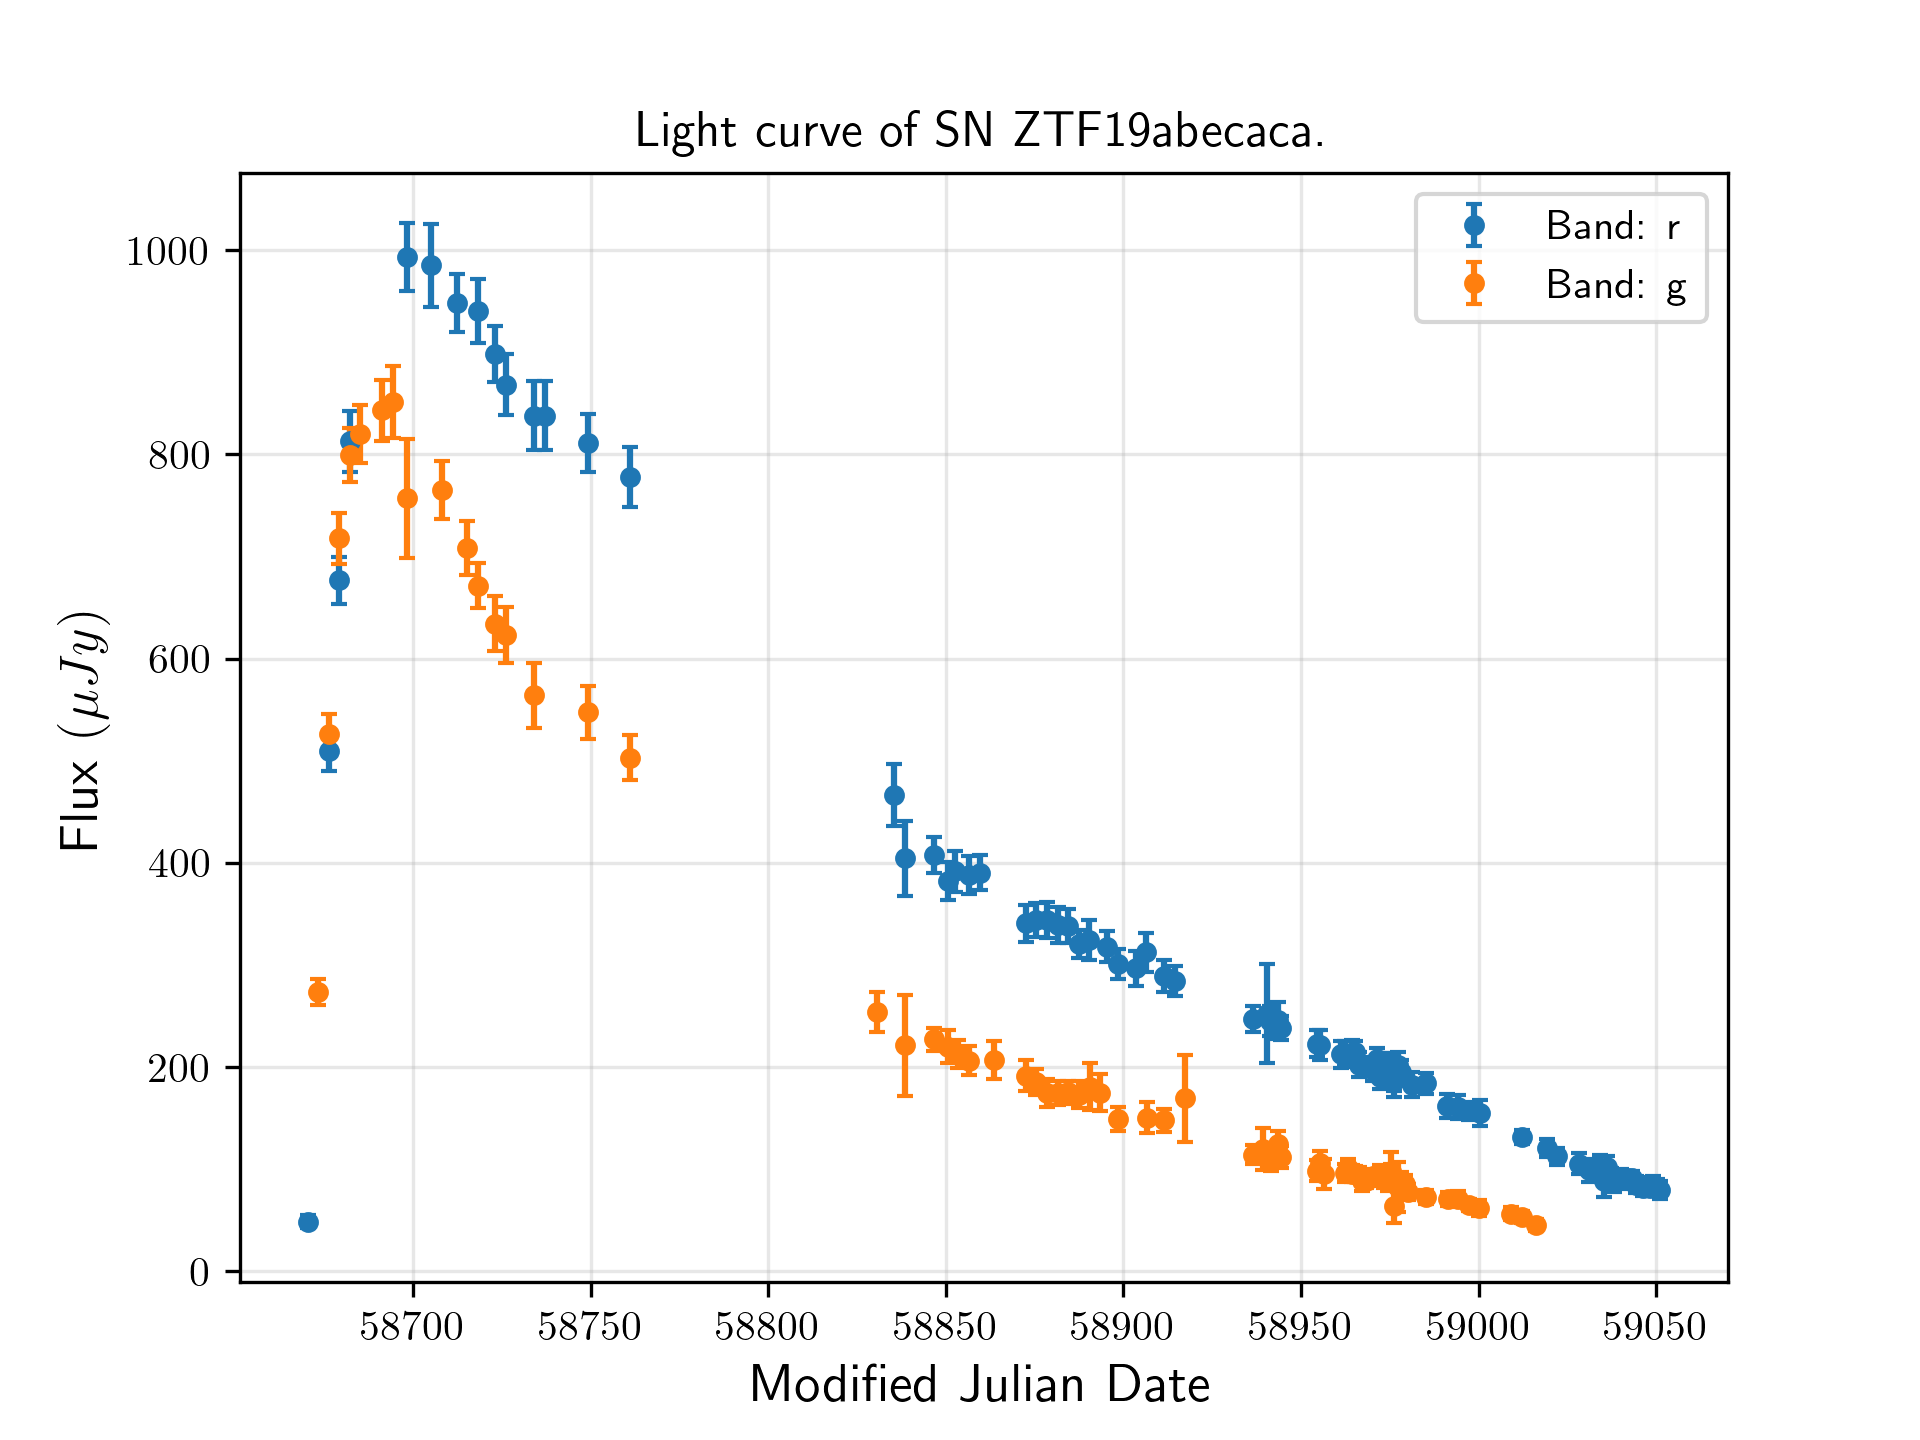 Light curve of SN ZTF19abecaca.
Band: r
Band: g
1000
800
600
400
200
0
Flux (μJy)
58700 58750 58800 58850 58900 58950 59000 59050
Modified Julian Date